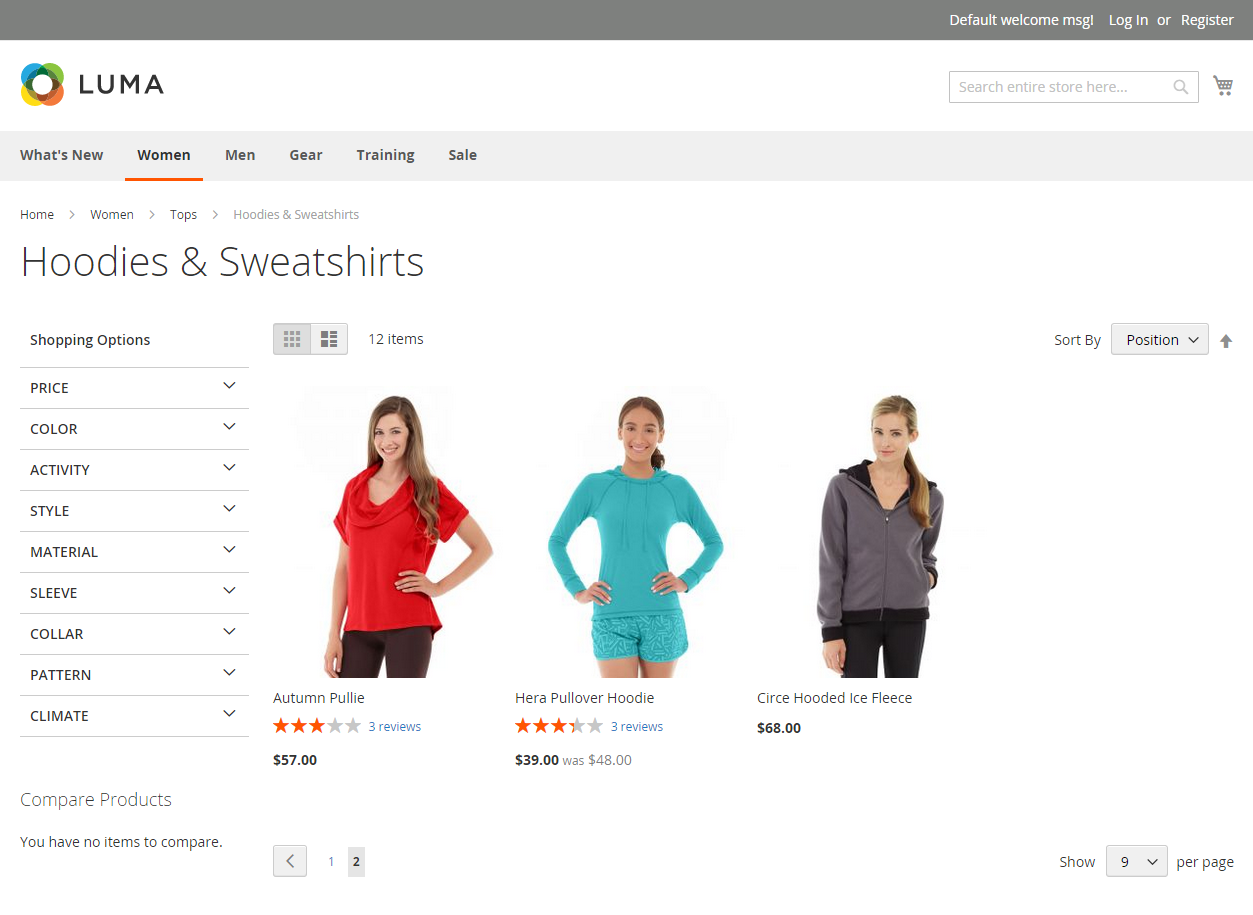 Default welcome msg! Log In or Register
LUMA
Search entire store here...
What's New Women Men Gear Training Sale
Home Women Tops Hoodies & Sweatshirts
Hoodies & Sweatshirts
Shopping Options
12 items
Sort By Position
PRICE
COLOR
ACTIVITY
STYLE
MATERIAL
SLEEVE
COLLAR
PATTERN
CLIMATE
Autumn Pullie
3 reviews
$57.00
Hera Pullover Hoodie
3 reviews
$39.00 was $48.00
Circe Hooded Ice Fleece
$68.00
Compare Products
You have no items to compare.
1 2
Show 9 per page